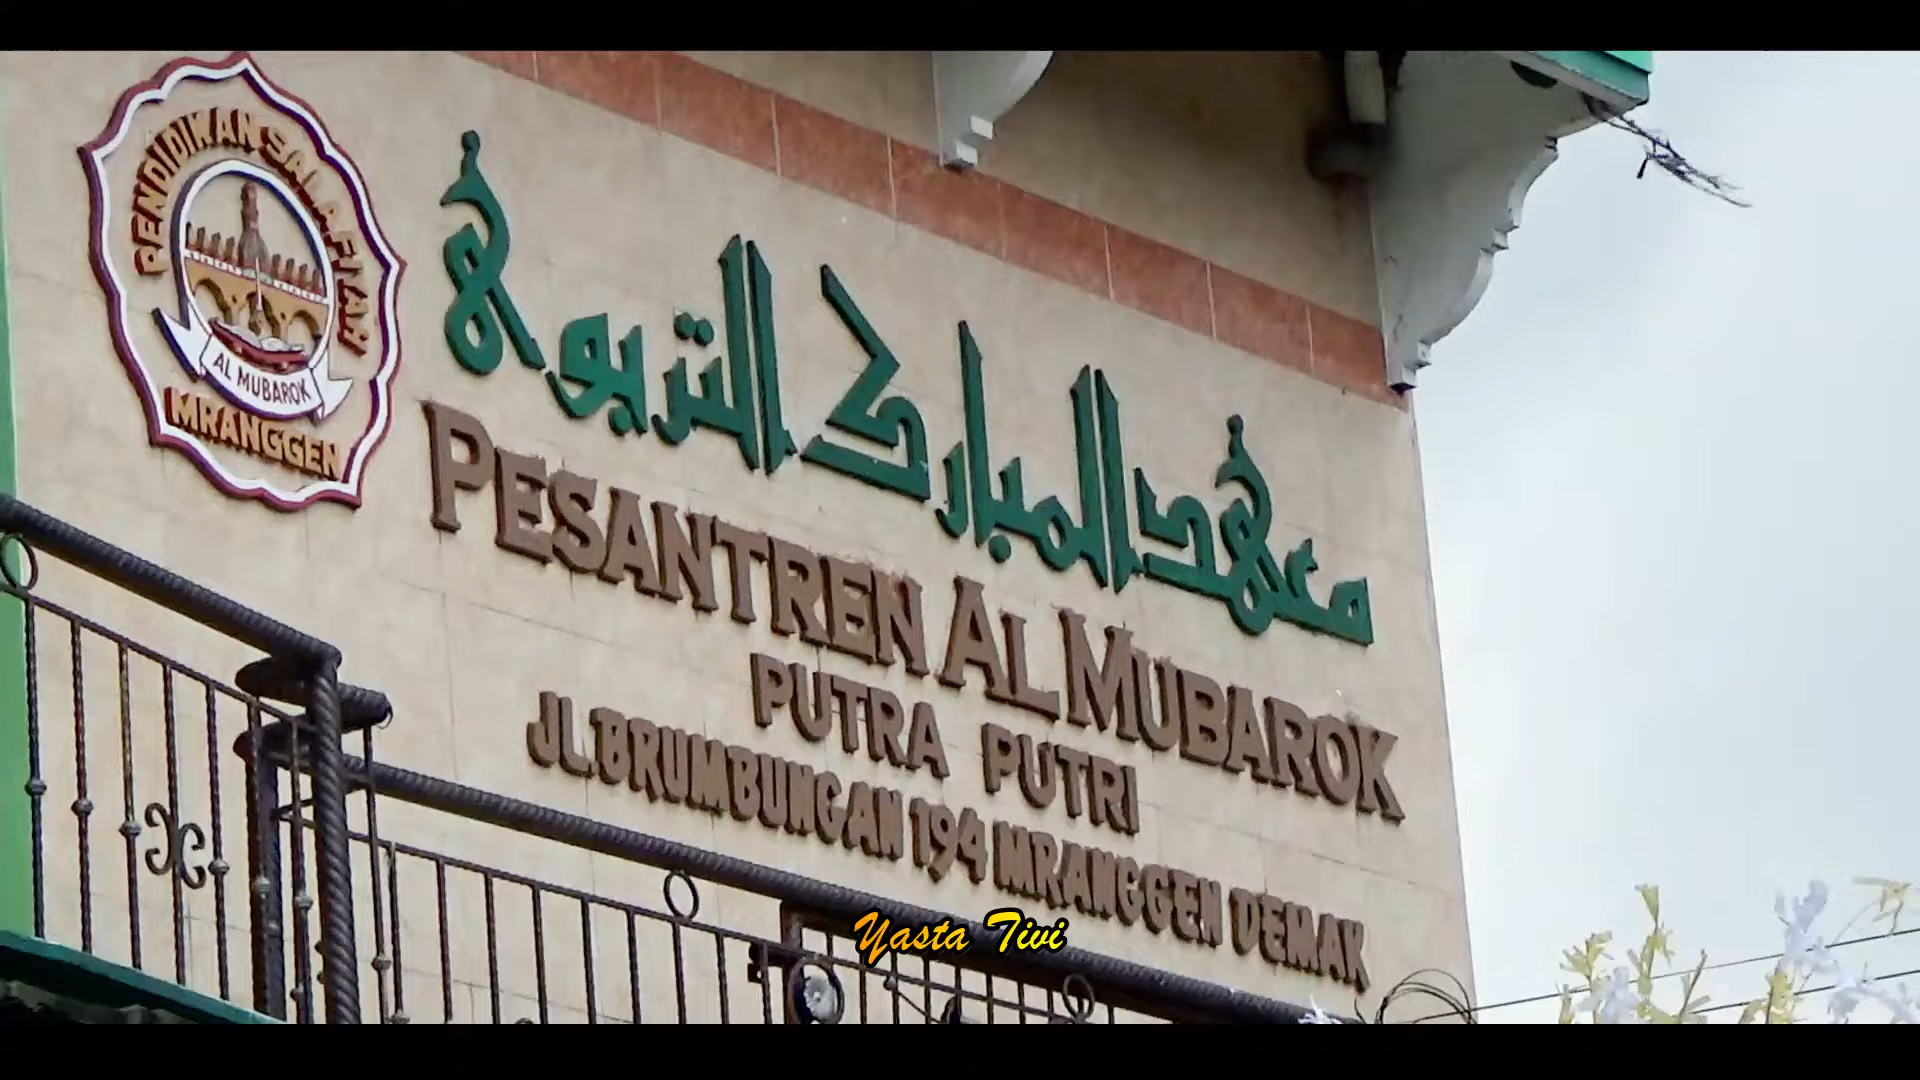 PENDIDIKAN SALAFIYAH
AL MUBAROK
MRANGGEN
معهد المبارك التربوي
PESANTREN AL MUBAROK
PUTRA PUTRI
JL.BRUMBUNGAN 194 MRANGGEN DEMAK
Yasta Tivi